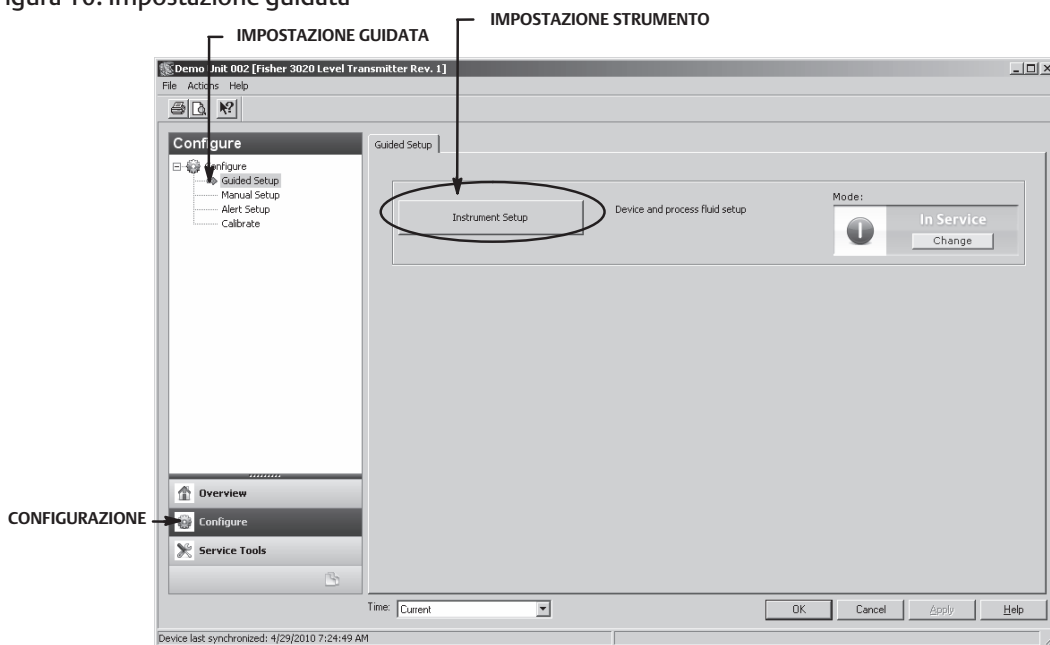 igura 10. Impostazione guidata
IMPOSTAZIONE STRUMENTO
IMPOSTAZIONE GUIDATA
Demo Unit 002 [Fisher 3020 Level Transmitter Rev. 1]
File Actions Help
Configure
Guided Setup
Configure
Guided Setup
Manual Setup
Alert Setup
Calibrate
Instrument Setup
Device and process fluid setup
Mode:
In Service
Change
Overview
CONFIGURAZIONE
Configure
Service Tools
Time: Current
OK Cancel Apply Help
Device last synchronized: 4/29/2010 7:24:49 AM